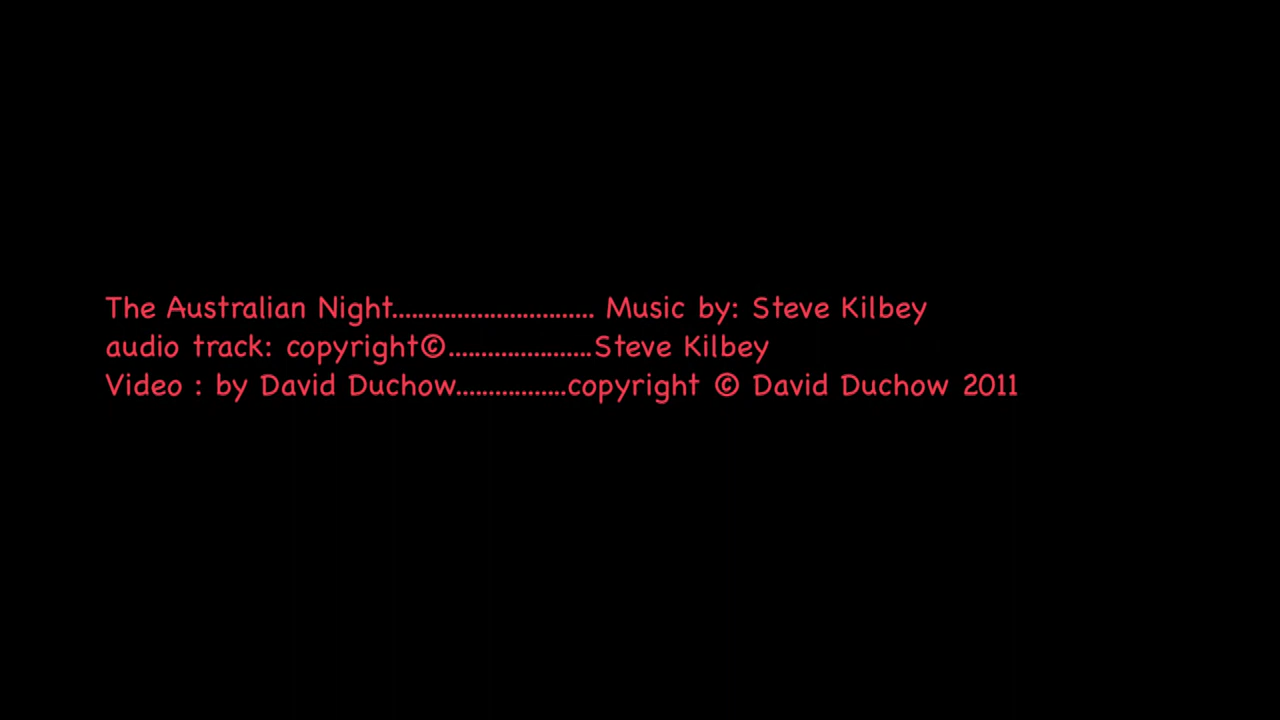 The Australian Night............................... Music by: Steve Kilbey
audio track: copyright©......................Steve Kilbey
Video : by David Duchow.................copyright © David Duchow 2011